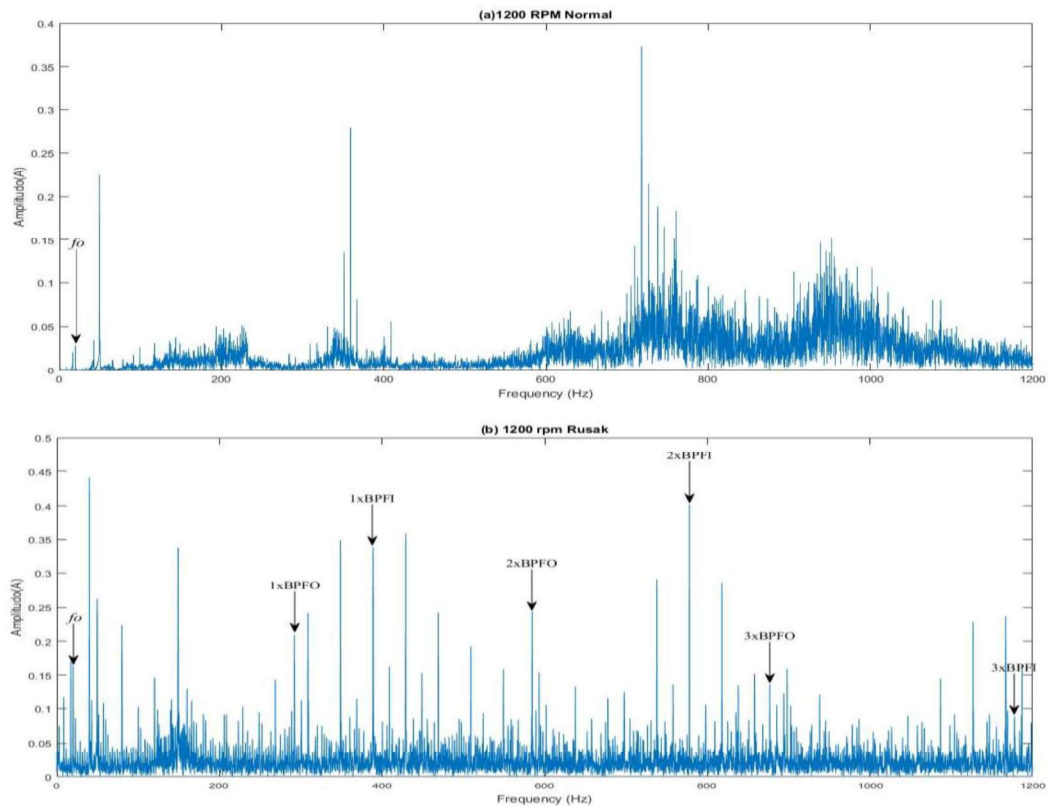 (a)1200 RPM Normal
0.4
0.35
0.3
0.25
0.2
0.15
0.1
0.05
0
Amplitudo(A)
fo
0 200 400 600 800 1000 1200
Frequency (Hz)
(b) 1200 rpm Rusak
0.5
0.45
0.4
0.35
0.3
0.25
0.2
0.15
0.1
0.05
0
Amplitudo(A)
fo
1xBPFO
1xBPFI
2xBPFO
2xBPFI
3xBPFO
3xBPFI
0 200 400 600 800 1000 1200
Frequency (Hz)